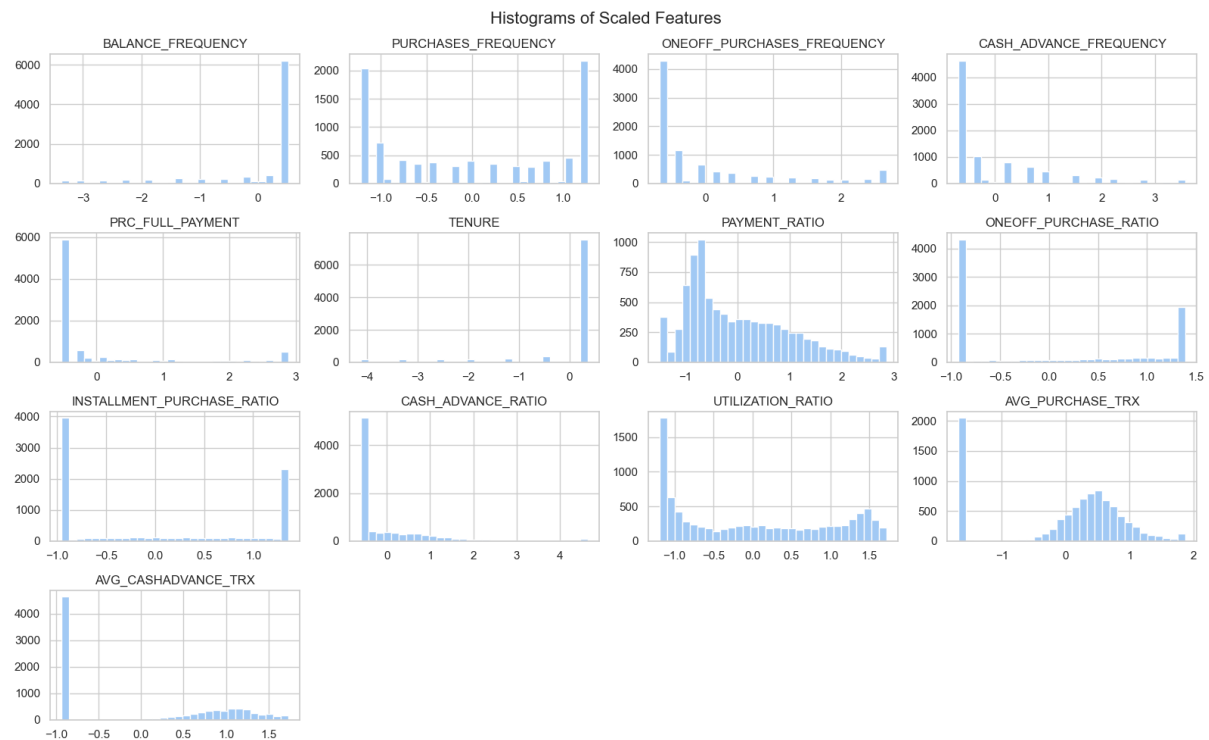 Histograms of Scaled Features
BALANCE_FREQUENCY
6000
4000
2000
0
−3 −2 −1 0
PURCHASES_FREQUENCY
2000
1500
1000
500
0
−1.0 −0.5 0.0 0.5 1.0
ONEOFF_PURCHASES_FREQUENCY
4000
3000
2000
1000
0
0 1 2
CASH_ADVANCE_FREQUENCY
4000
3000
2000
1000
0
0 1 2 3
PRC_FULL_PAYMENT
6000
4000
2000
0
0 1 2 3
TENURE
6000
4000
2000
0
−4 −3 −2 −1 0
PAYMENT_RATIO
1000
750
500
250
0
−1 0 1 2 3
ONEOFF_PURCHASE_RATIO
4000
3000
2000
1000
0
−1.0 −0.5 0.0 0.5 1.0 1.5
INSTALLMENT_PURCHASE_RATIO
4000
3000
2000
1000
0
−1.0 −0.5 0.0 0.5 1.0
CASH_ADVANCE_RATIO
4000
2000
0
0 1 2 3 4
UTILIZATION_RATIO
1500
1000
500
0
−1.0 −0.5 0.0 0.5 1.0 1.5
AVG_PURCHASE_TRX
2000
1500
1000
500
0
−1 0 1 2
AVG_CASHADVANCE_TRX
4000
3000
2000
1000
0
−1.0 −0.5 0.0 0.5 1.0 1.5